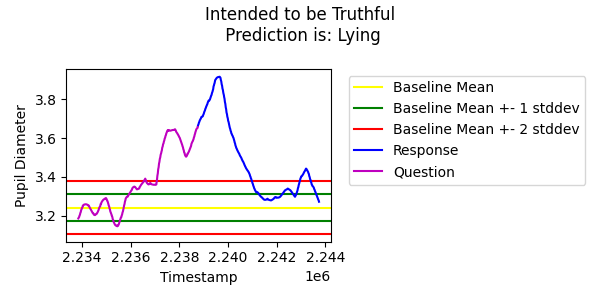 Intended to be Truthful
Prediction is: Lying
Pupil Diameter
3.8
3.6
3.4
3.2
2.234 2.236 2.238 2.240 2.242 2.244
1e6
Timestamp
Baseline Mean
Baseline Mean +- 1 stddev
Baseline Mean +- 2 stddev
Response
Question